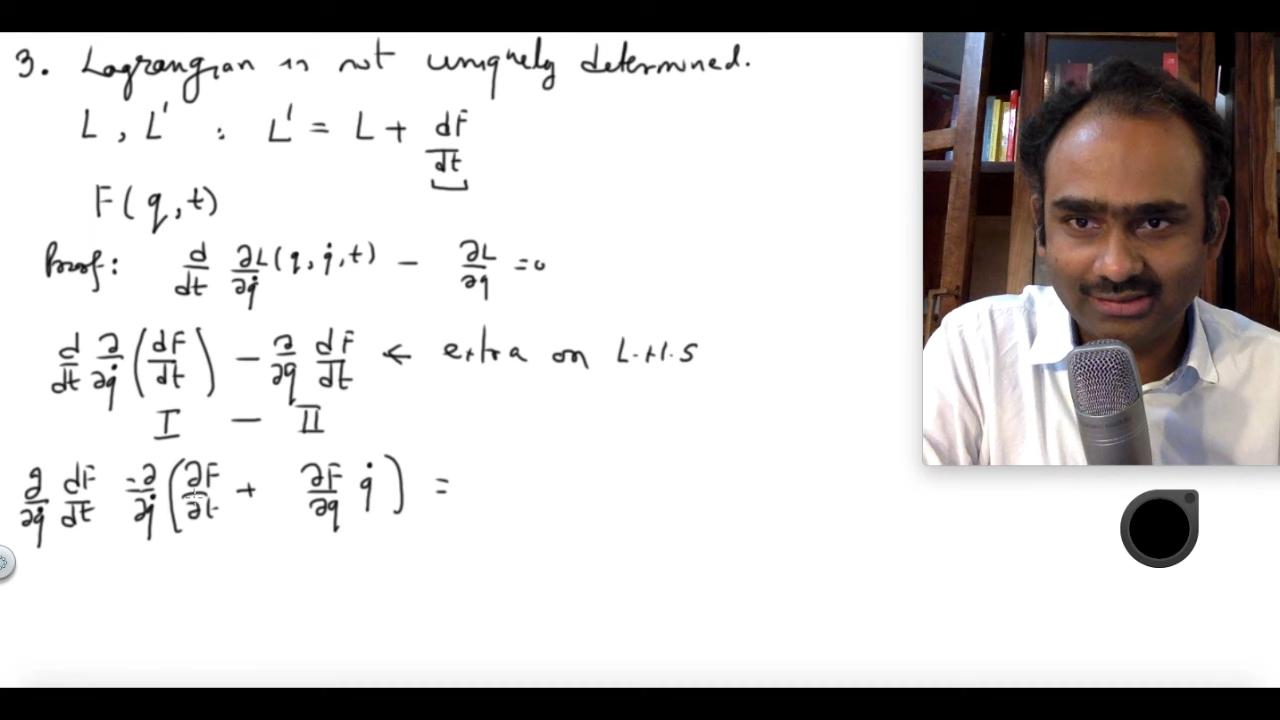 3. Lagrangian is not uniquely determined.
L , L' : L' = L + dF/dt
F(q,t)
Proof: d/dt ∂L(q,q̇,t)/∂q̇ − ∂L/∂q = 0
d/dt ∂/∂q̇ (dF/dt) − ∂/∂q dF/dt ← extra on L.H.S
I − II
∂/∂q̇ dF/dt = ∂/∂q̇ (∂F/∂t + ∂F/∂q q̇) =